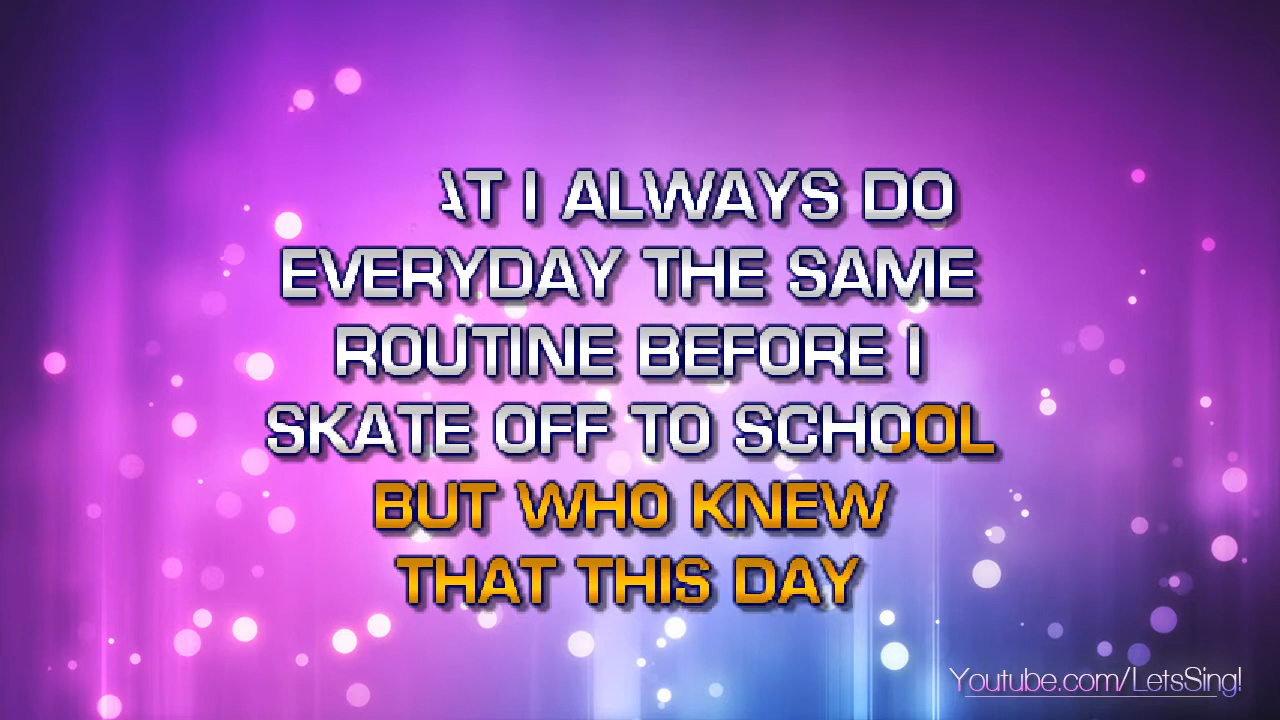 AT I ALWAYS DO
EVERYDAY THE SAME
ROUTINE BEFORE I
SKATE OFF TO SCHOOL
BUT WHO KNEW
THAT THIS DAY
Youtube.com/LetsSing!